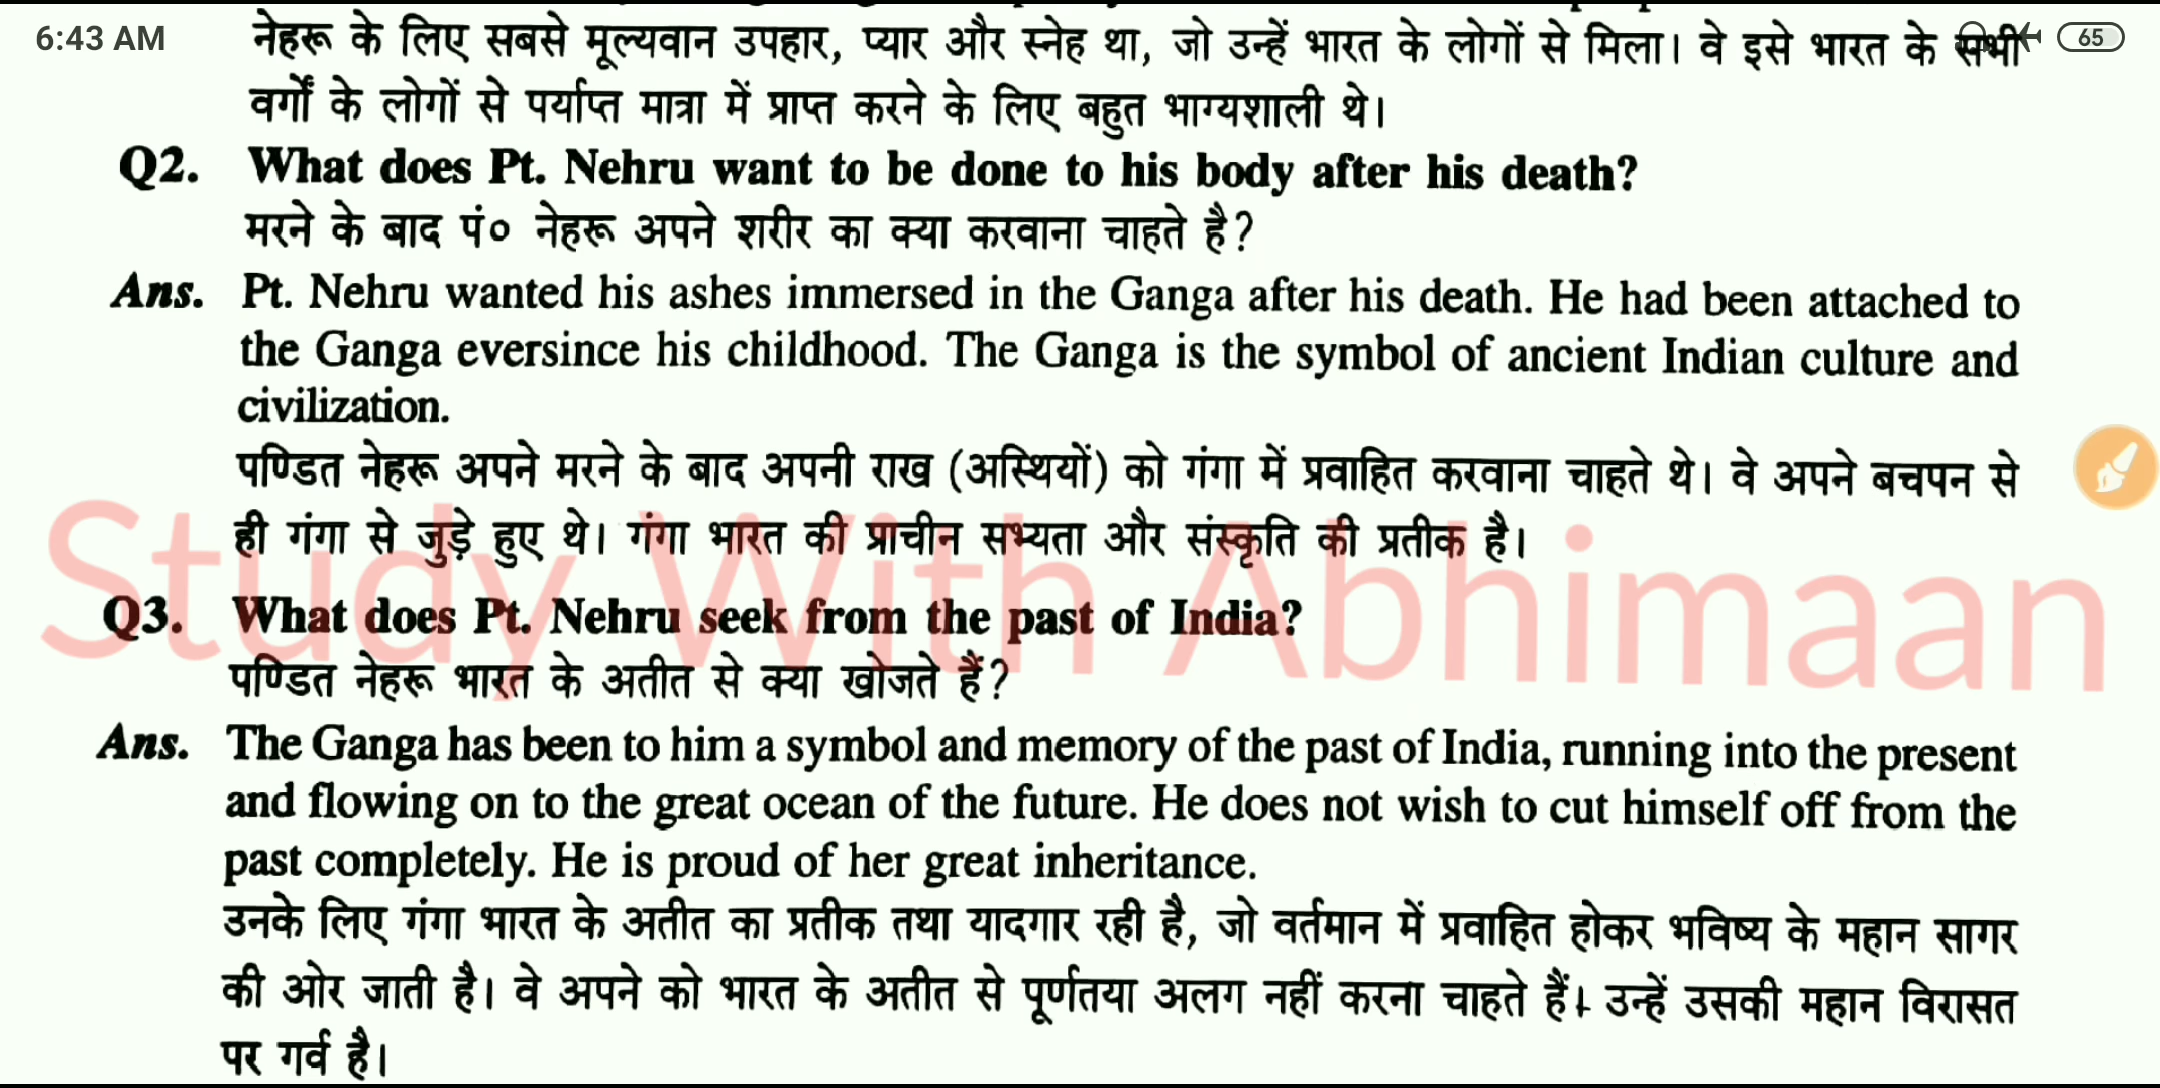 6:43 AM
65
नेहरू के लिए सबसे मूल्यवान उपहार, प्यार और स्नेह था, जो उन्हें भारत के लोगों से मिला। वे इसे भारत के सभी
वर्गों के लोगों से पर्याप्त मात्रा में प्राप्त करने के लिए बहुत भाग्यशाली थे।
Q2. What does Pt. Nehru want to be done to his body after his death?
मरने के बाद पं० नेहरू अपने शरीर का क्या करवाना चाहते है?
Ans. Pt. Nehru wanted his ashes immersed in the Ganga after his death. He had been attached to
the Ganga eversince his childhood. The Ganga is the symbol of ancient Indian culture and
civilization.
पण्डित नेहरू अपने मरने के बाद अपनी राख (अस्थियों) को गंगा में प्रवाहित करवाना चाहते थे। वे अपने बचपन से
ही गंगा से जुड़े हुए थे। गंगा भारत की प्राचीन सभ्यता और संस्कृति की प्रतीक है।
Study With Abhimaan
Q3. What does Pt. Nehru seek from the past of India?
पण्डित नेहरू भारत के अतीत से क्या खोजते हैं?
Ans. The Ganga has been to him a symbol and memory of the past of India, running into the present
and flowing on to the great ocean of the future. He does not wish to cut himself off from the
past completely. He is proud of her great inheritance.
उनके लिए गंगा भारत के अतीत का प्रतीक तथा यादगार रही है, जो वर्तमान में प्रवाहित होकर भविष्य के महान सागर
की ओर जाती है। वे अपने को भारत के अतीत से पूर्णतया अलग नहीं करना चाहते हैं। उन्हें उसकी महान विरासत
पर गर्व है।